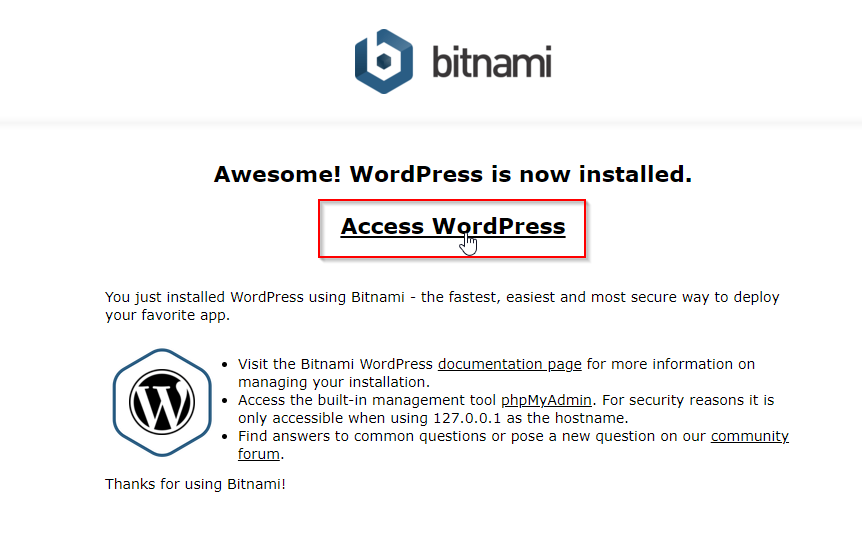 bitnami
Awesome! WordPress is now installed.
Access WordPress
You just installed WordPress using Bitnami - the fastest, easiest and most secure way to deploy
your favorite app.
• Visit the Bitnami WordPress documentation page for more information on
managing your installation.
• Access the built-in management tool phpMyAdmin. For security reasons it is
only accessible when using 127.0.0.1 as the hostname.
• Find answers to common questions or pose a new question on our community
forum.
Thanks for using Bitnami!